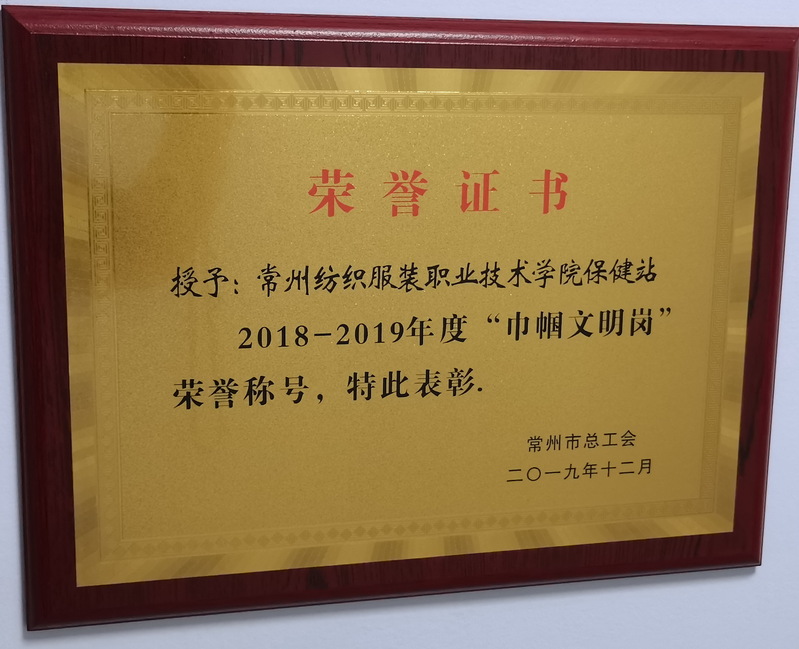 荣誉证书
授予：常州纺织服装职业技术学院保健站
2018-2019年度“巾帼文明岗”
荣誉称号，特此表彰.
常州市总工会
二〇一九年十二月